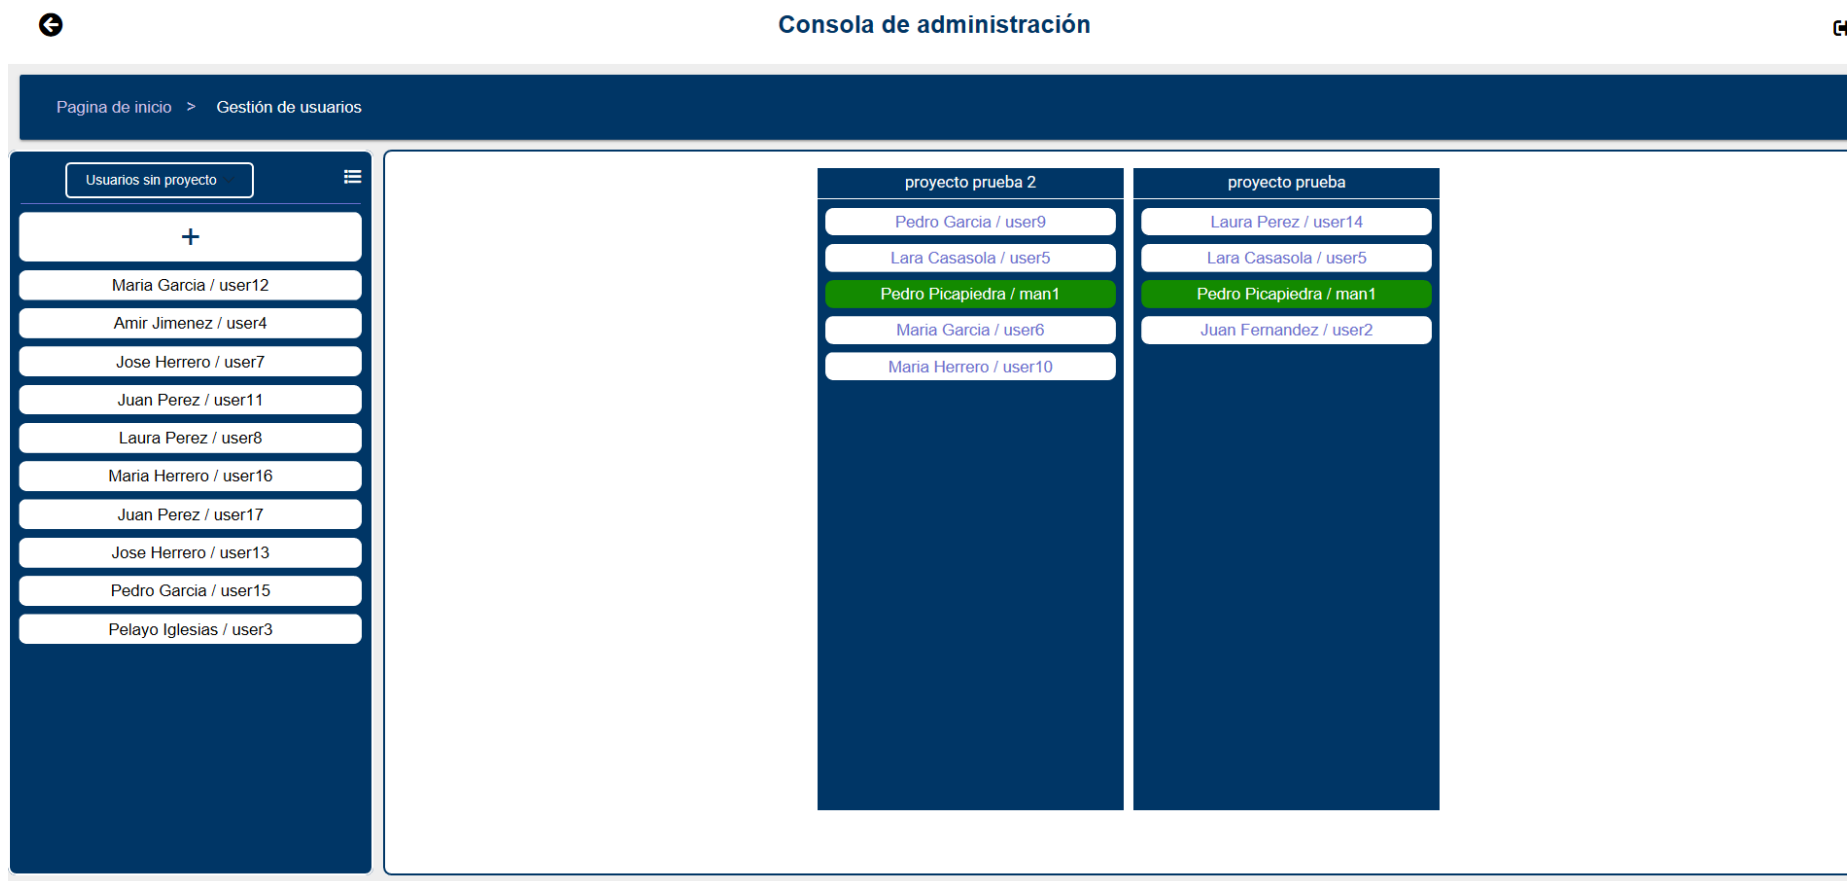 Consola de administración
Pagina de inicio > Gestión de usuarios
Usuarios sin proyecto
+
Maria Garcia / user12
Amir Jimenez / user4
Jose Herrero / user7
Juan Perez / user11
Laura Perez / user8
Maria Herrero / user16
Juan Perez / user17
Jose Herrero / user13
Pedro Garcia / user15
Pelayo Iglesias / user3
proyecto prueba 2
Pedro Garcia / user9
Lara Casasola / user5
Pedro Picapiedra / man1
Maria Garcia / user6
Maria Herrero / user10
proyecto prueba
Laura Perez / user14
Lara Casasola / user5
Pedro Picapiedra / man1
Juan Fernandez / user2